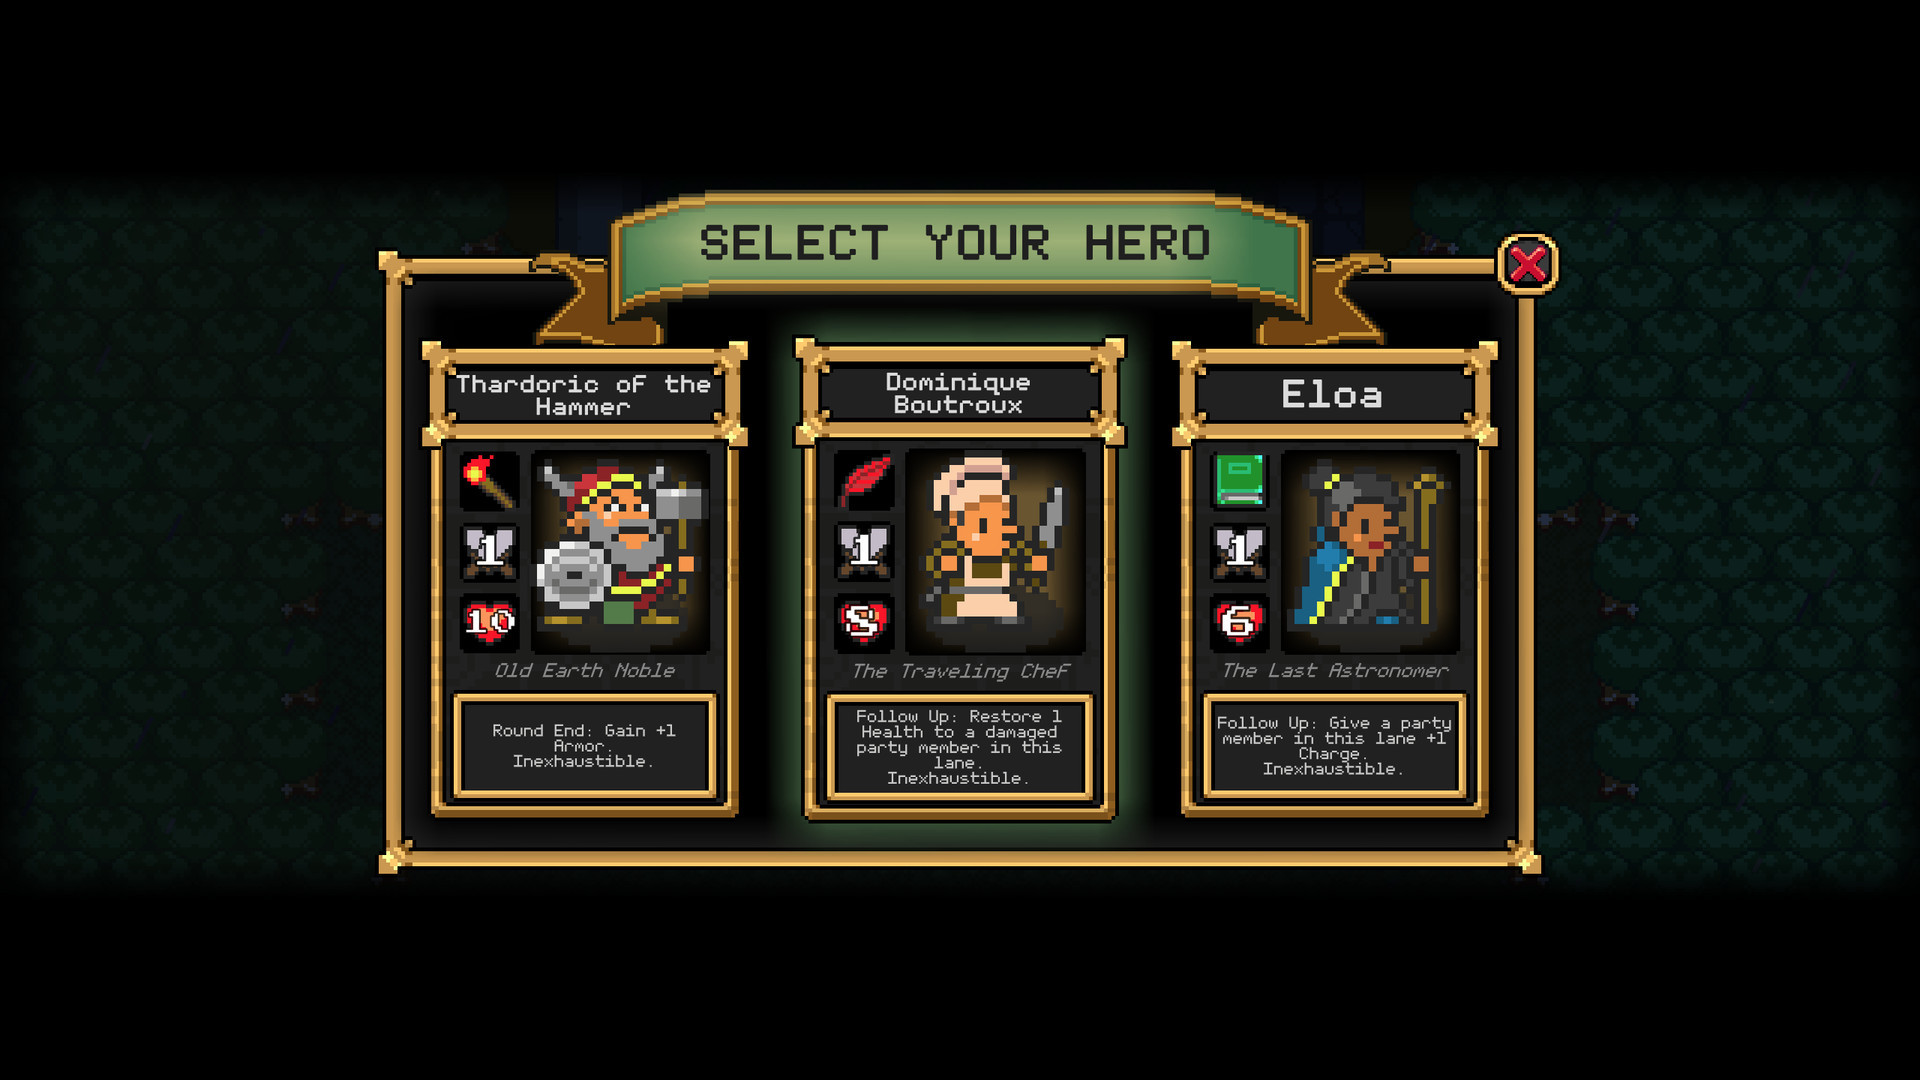 SELECT YOUR HERO
Thardoric of the
Hammer
1
10
Old Earth Noble
Round End: Gain +1
Armor.
Inexhaustible.
Dominique
Boutroux
1
8
The Traveling Chef
Follow Up: Restore 1
Health to a damaged
party member in this
lane.
Inexhaustible.
Eloa
1
6
The Last Astronomer
Follow Up: Give a party
member in this lane +1
Charge.
Inexhaustible.